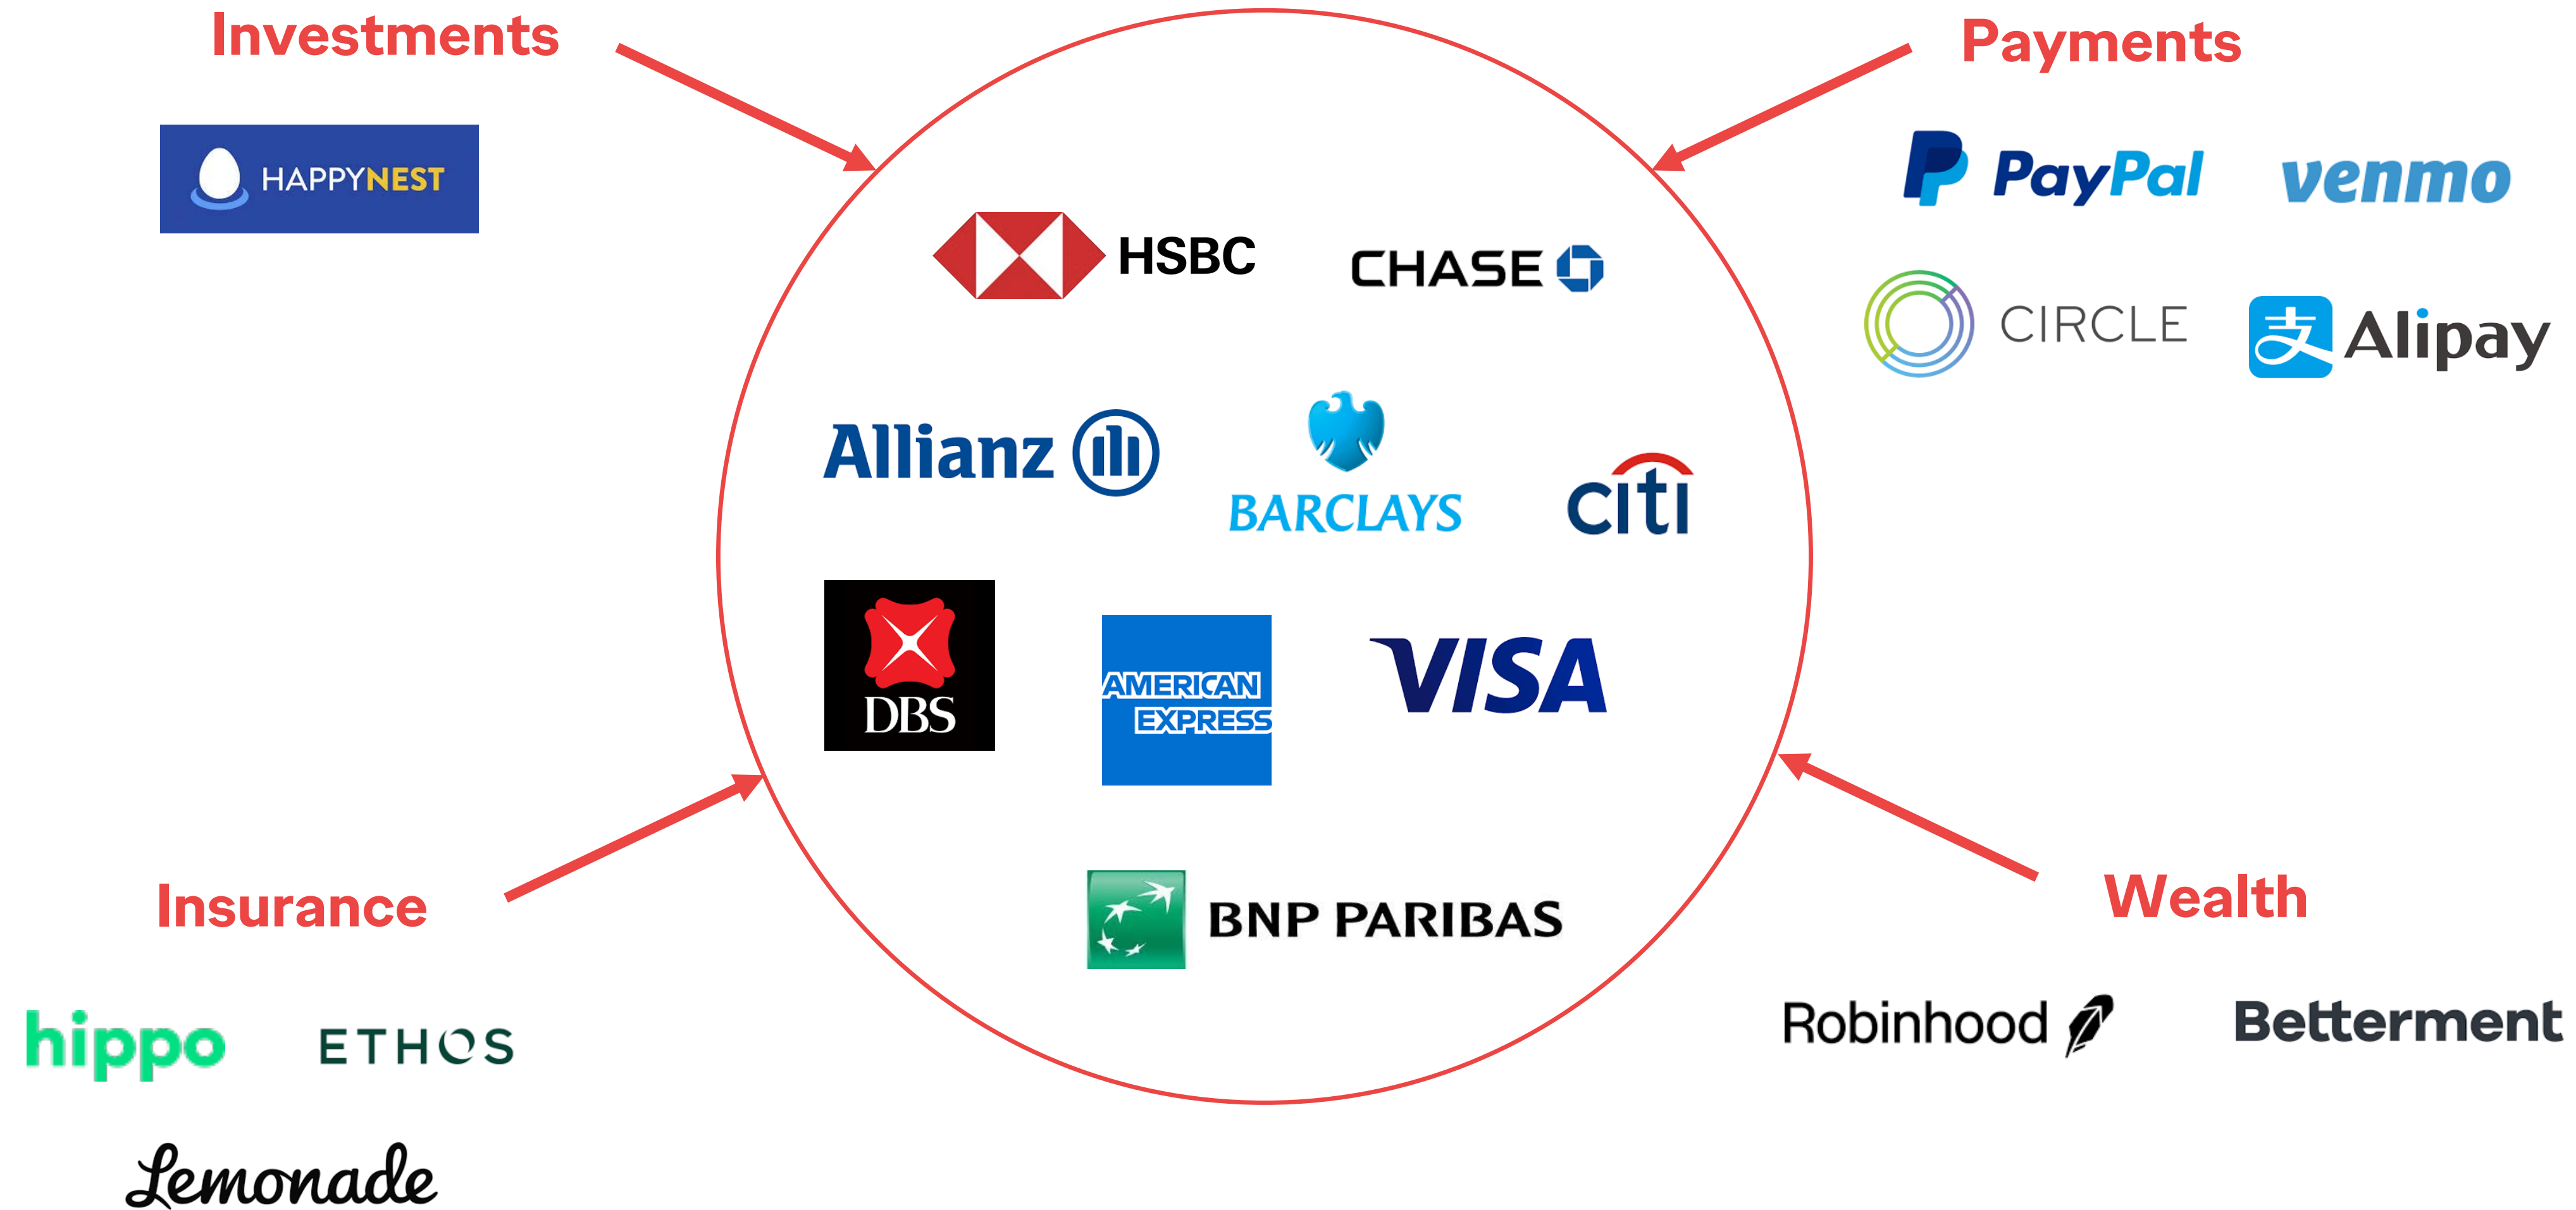 Investments
HAPPYNEST
Payments
PayPal
venmo
CIRCLE
支 Alipay
HSBC
CHASE
Allianz
BARCLAYS
citi
DBS
AMERICAN
EXPRESS
VISA
BNP PARIBAS
Insurance
hippo
ETHOS
Lemonade
Wealth
Robinhood
Betterment